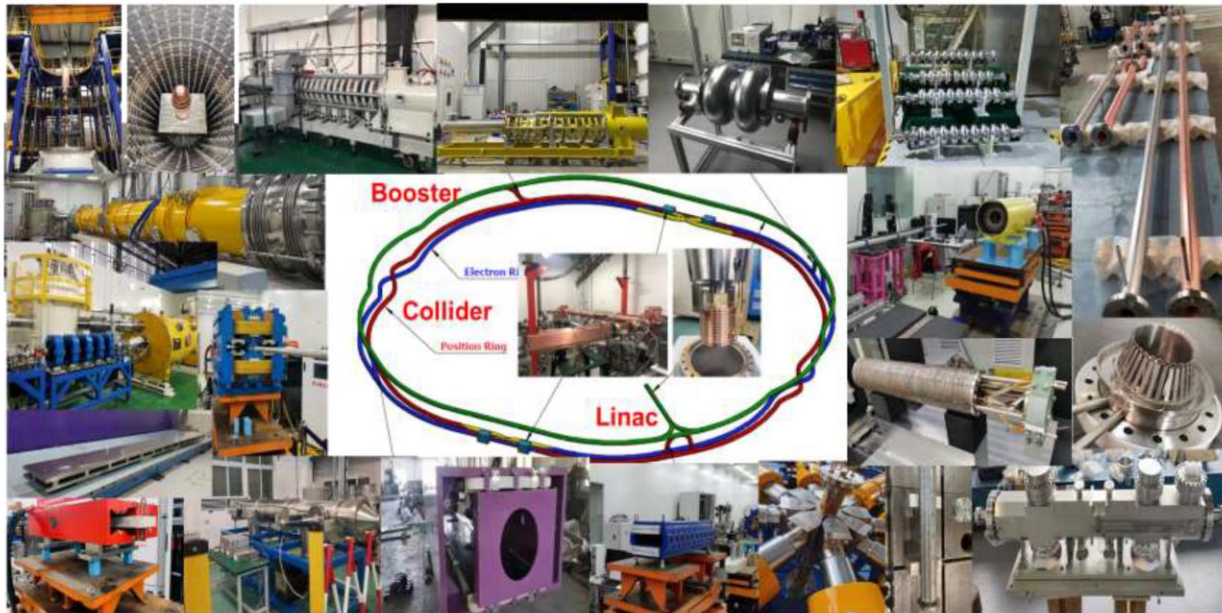 Booster
Electron Ri
Collider
Position Ring
Linac